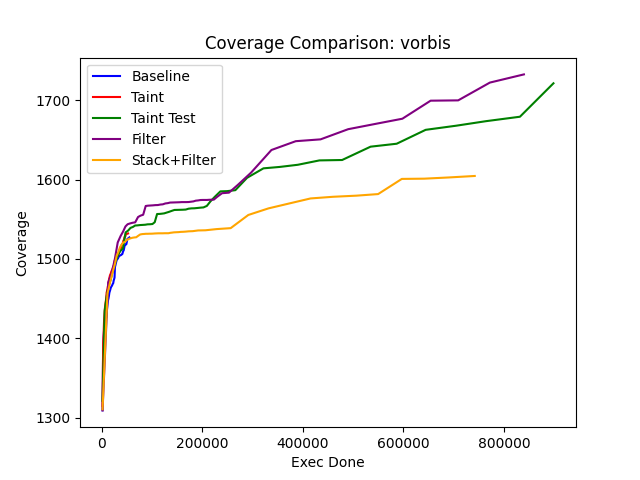 Coverage Comparison: vorbis
Baseline
Taint
Taint Test
Filter
Stack+Filter
Coverage
1700
1600
1500
1400
1300
0
200000
400000
600000
800000
Exec Done